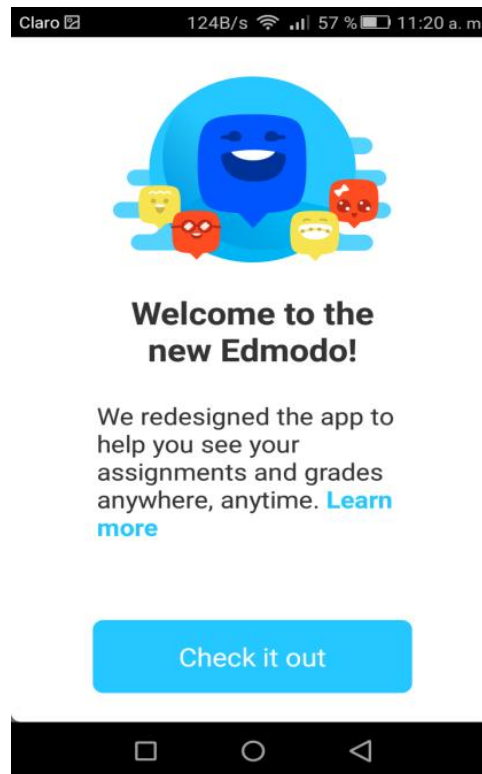 Claro 124B/s 57 % 11:20 a. m
Welcome to the
new Edmodo!
We redesigned the app to
help you see your
assignments and grades
anywhere, anytime. Learn
more
Check it out